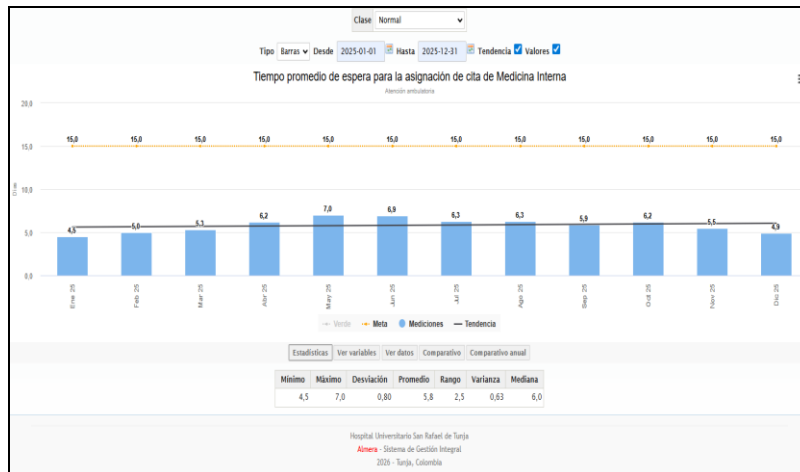 Clase Normal
Tipo Barras Desde 2025-01-01 Hasta 2025-12-31 Tendencia Valores
Tiempo promedio de espera para la asignación de cita de Medicina Interna
Atención ambulatoria
20,0
15,0 15,0 15,0 15,0 15,0 15,0 15,0 15,0 15,0 15,0 15,0 15,0
15,0
Días
10,0
7,0 6,9
6,2 6,3 6,3 5,9 6,2
4,5 5,0 5,3 5,5 4,9
5,0
0,0
Ene 25 Feb 25 Mar 25 Abr 25 May 25 Jun 25 Jul 25 Ago 25 Sep 25 Oct 25 Nov 25 Dic 25
Verde Meta Mediciones Tendencia
Estadísticas Ver variables Ver datos Comparativo Comparativo anual
Mínimo Máximo Desviación Promedio Rango Varianza Mediana
4,5 7,0 0,80 5,8 2,5 0,63 6,0
Hospital Universitario San Rafael de Tunja
Almera - Sistema de Gestión Integral
2026 - Tunja, Colombia